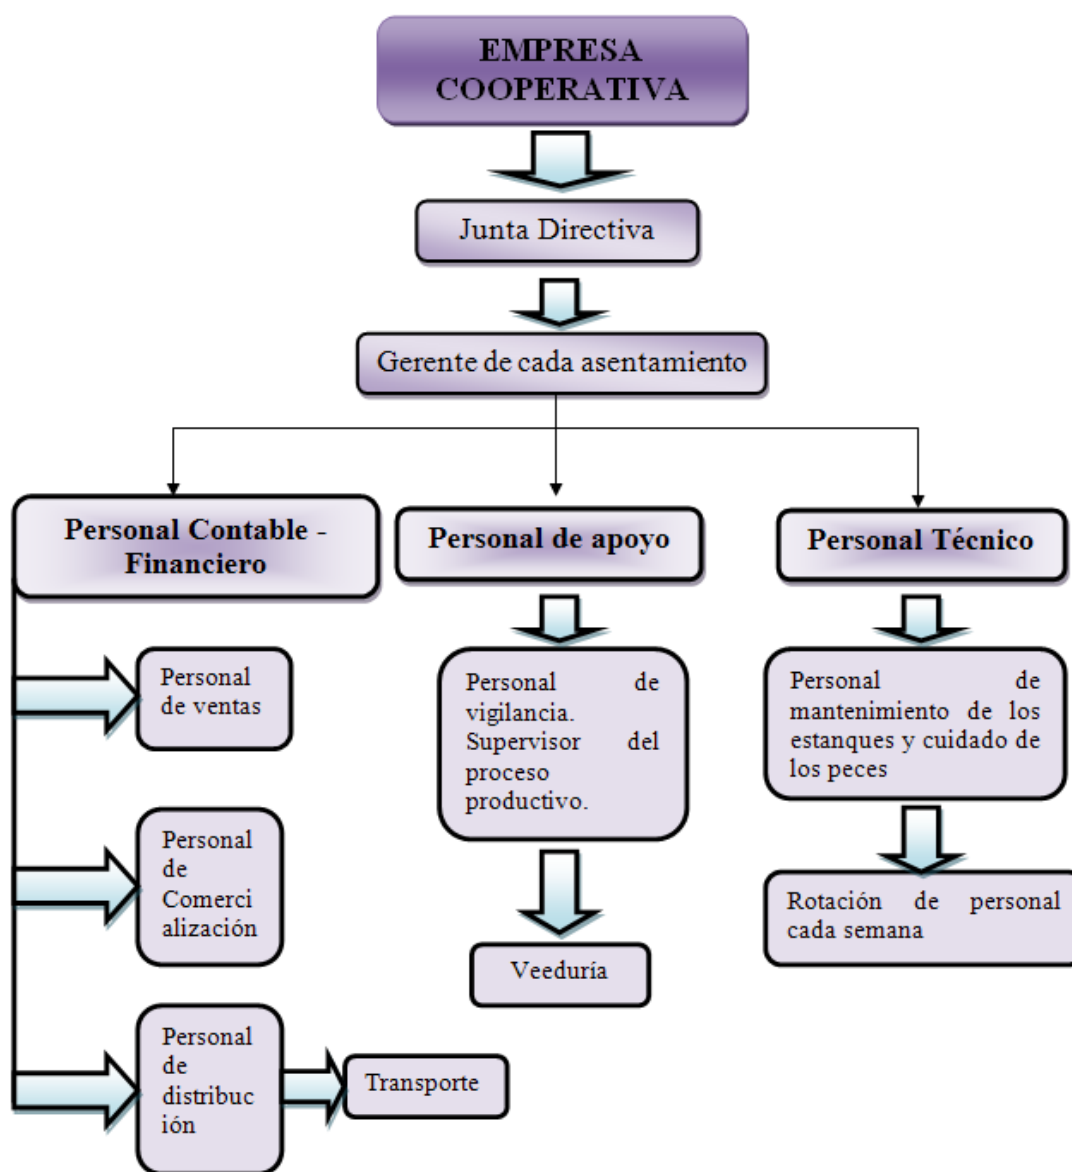 EMPRESA
COOPERATIVA
Junta Directiva
Gerente de cada asentamiento
Personal Contable -
Financiero
Personal de apoyo
Personal Técnico
Personal
de ventas
Personal de
vigilancia.
Supervisor del
proceso
productivo.
Personal de
mantenimiento de los
estanques y cuidado de
los peces
Personal
de
Comerci
alización
Rotación de personal
cada semana
Veeduría
Personal
de
distribuc
ión
Transporte